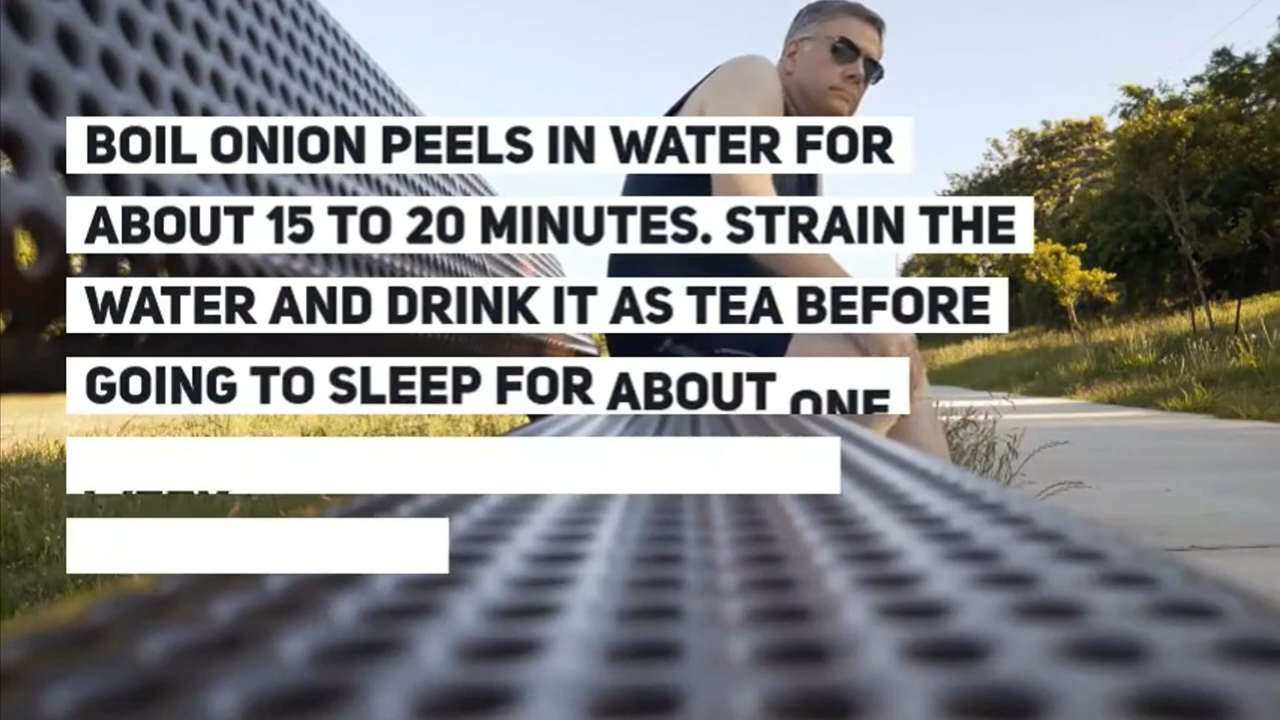 BOIL ONION PEELS IN WATER FOR
ABOUT 15 TO 20 MINUTES. STRAIN THE
WATER AND DRINK IT AS TEA BEFORE
GOING TO SLEEP FOR ABOUT ONE